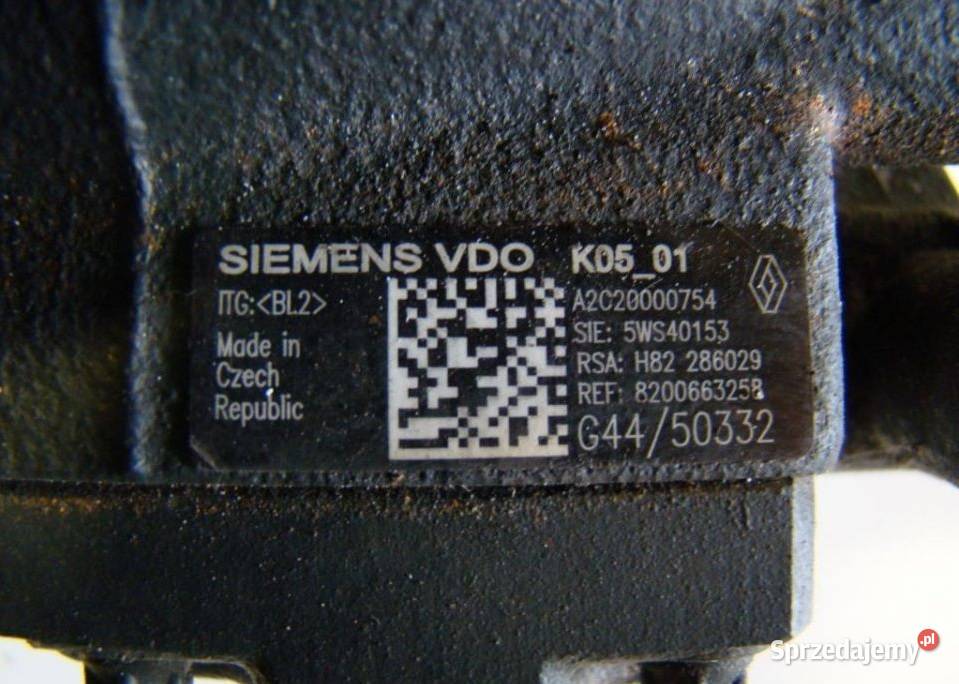 SIEMENS VDO K05_01
ITG:<BL2>
Made in
Czech
Republic
A2C20000754
SIE: 5WS40153
RSA: H82 286029
REF: 8200663258
G44/50332
Sprzedajemy.pl